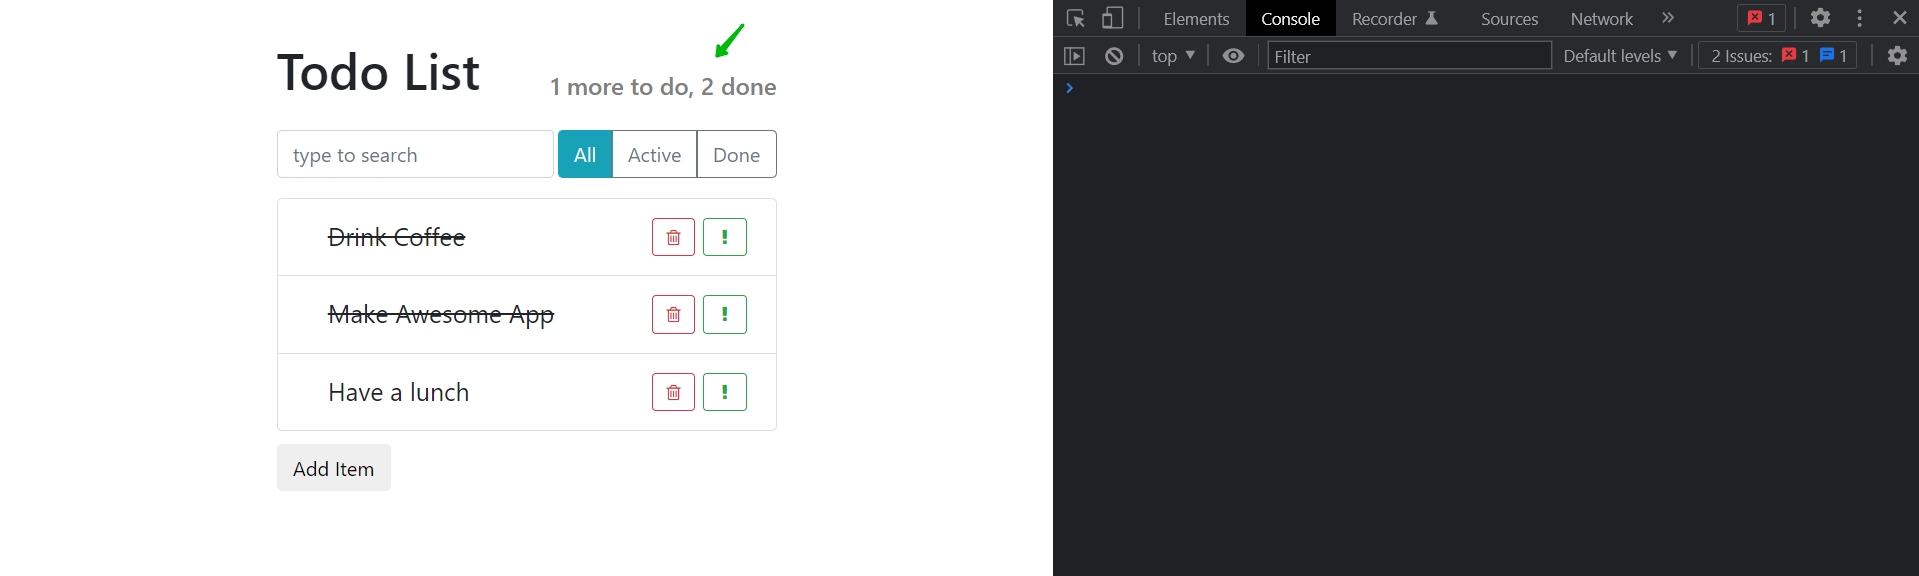 Todo List
1 more to do, 2 done
type to search
All Active Done
Drink Coffee
Make Awesome App
Have a lunch
Add Item
Elements Console Recorder Sources Network 1
top Filter Default levels 2 Issues: 1 1